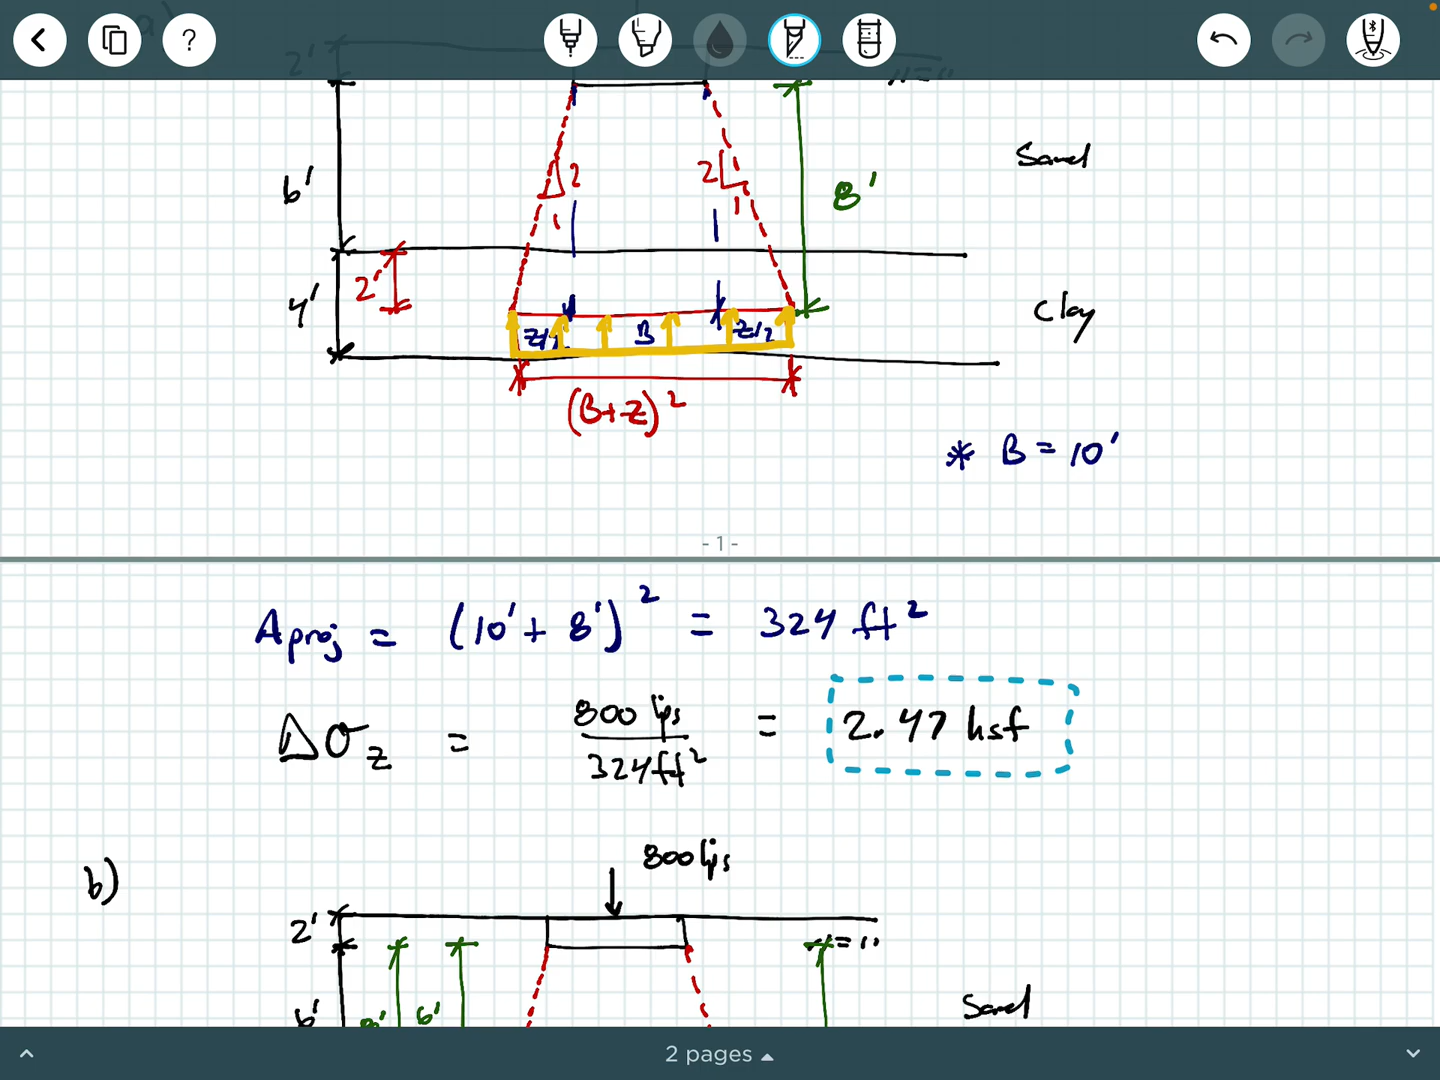 ?
2'
"="
Sand
6'
2
1
2
1
1
8'
2'
4'
Clay
Z/2
B
Z/2
(B+Z)²
* B = 10'
- 1 -
Aproj = (10' + 8')² = 324 ft²
Δσz = 800 kips / 324 ft² = 2.47 ksf
b)
800 kips
2'
"="
6'
8'
6'
Sand
2 pages